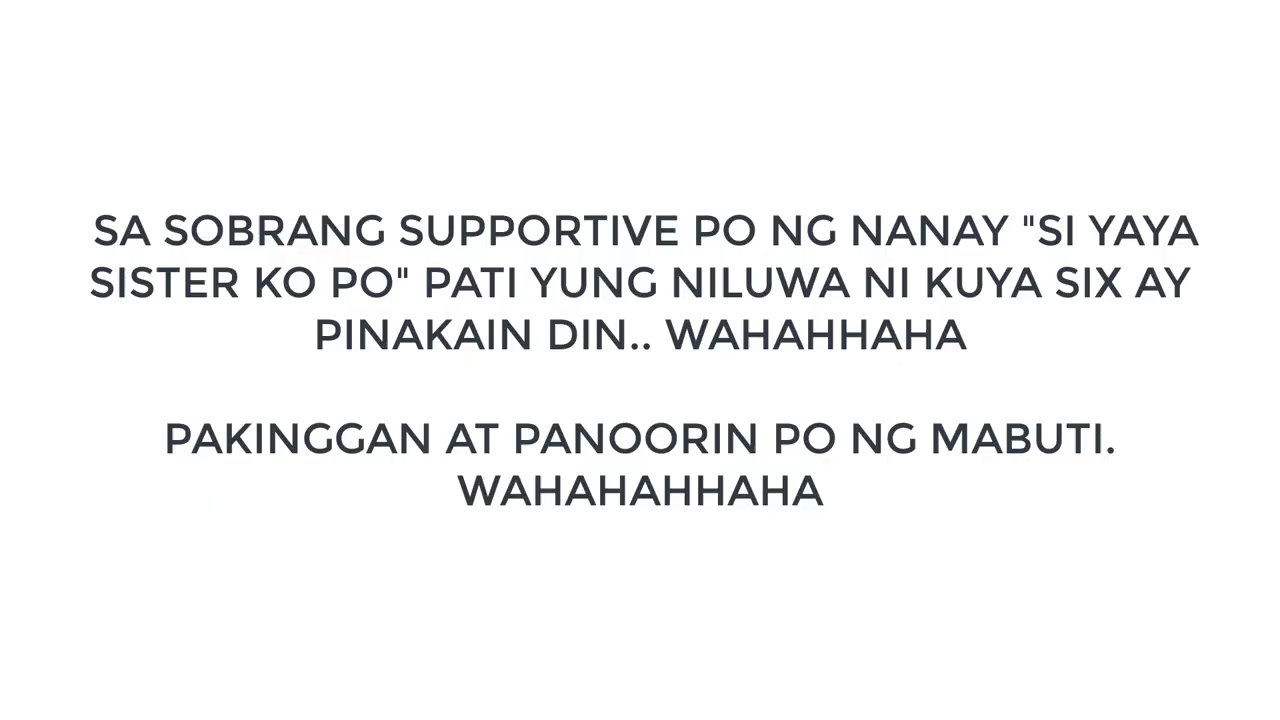 SA SOBRANG SUPPORTIVE PO NG NANAY "SI YAYA
SISTER KO PO" PATI YUNG NILUWA NI KUYA SIX AY
PINAKAIN DIN.. WAHAHHAHA
PAKINGGAN AT PANOORIN PO NG MABUTI.
WAHAHAHHAHA